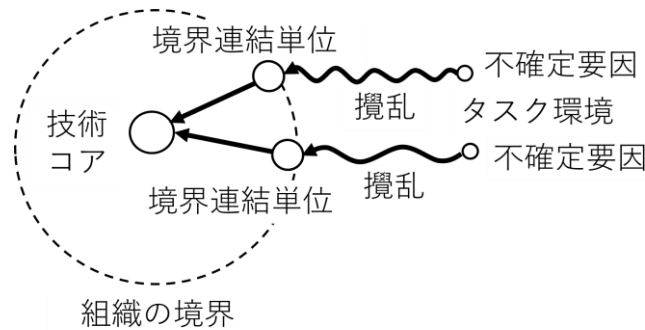 境界連結単位
不確定要因
攪乱
タスク環境
技術
コア
不確定要因
攪乱
境界連結単位
組織の境界